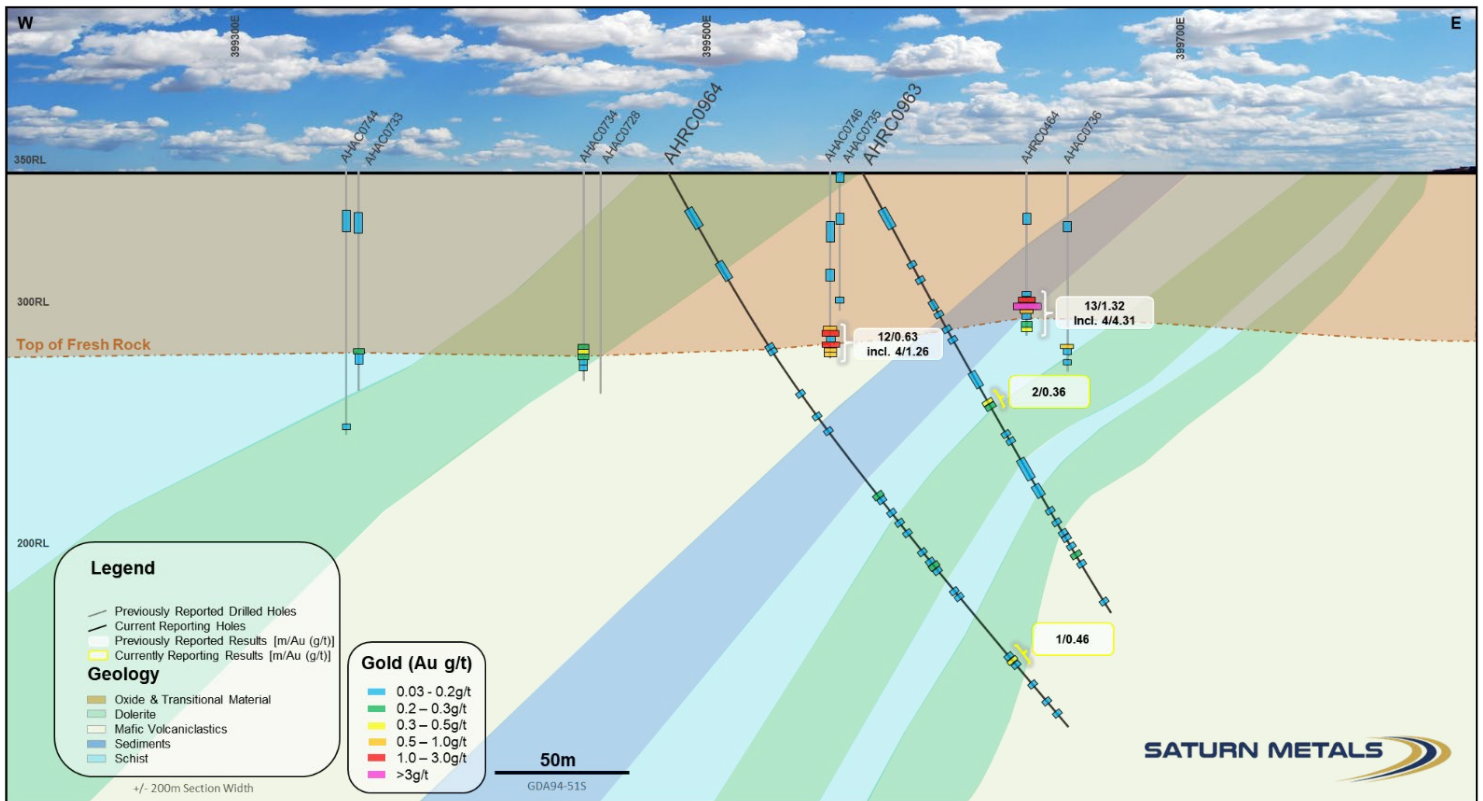 W
399300E
399500E
399700E
E
350RL
AHAC0744
AHAC0733
AHAC0734
AHAC0728
AHRC0964
AHAC0746
AHAC0735
AHRC0963
AHRC0464
AHAC0736
300RL
Top of Fresh Rock
12/0.63
incl. 4/1.26
13/1.32
Incl. 4/4.31
2/0.36
200RL
1/0.46
Legend
Previously Reported Drilled Holes
Current Reporting Holes
Previously Reported Results [m/Au (g/t)]
Currently Reporting Results [m/Au (g/t)]
Geology
Oxide & Transitional Material
Dolerite
Mafic Volcaniclastics
Sediments
Schist
+/- 200m Section Width
Gold (Au g/t)
0.03 - 0.2g/t
0.2 – 0.3g/t
0.3 – 0.5g/t
0.5 – 1.0g/t
1.0 – 3.0g/t
>3g/t
50m
GDA94-51S
SATURN METALS